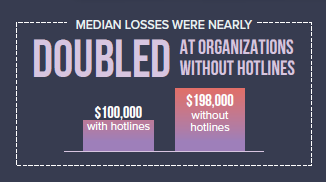 MEDIAN LOSSES WERE NEARLY
DOUBLED
AT ORGANIZATIONS
WITHOUT HOTLINES
$100,000
with hotlines
$198,000
without
hotlines